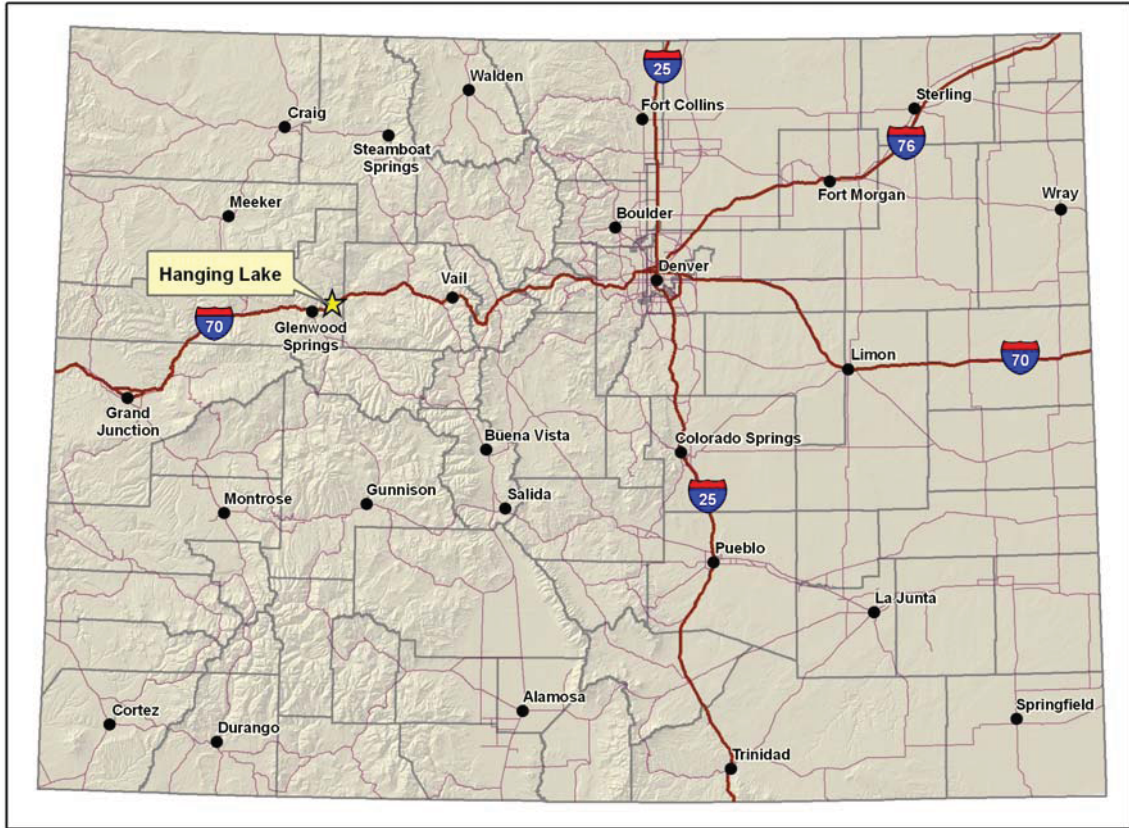 Walden
25
Sterling
Craig
Fort Collins
Steamboat
Springs
76
Fort Morgan
Meeker
Wray
Boulder
Hanging Lake
Denver
Vail
70
Glenwood
Springs
Limon
70
Grand
Junction
Buena Vista
Colorado Springs
Montrose
Gunnison
Salida
25
Pueblo
La Junta
Alamosa
Cortez
Springfield
Durango
Trinidad